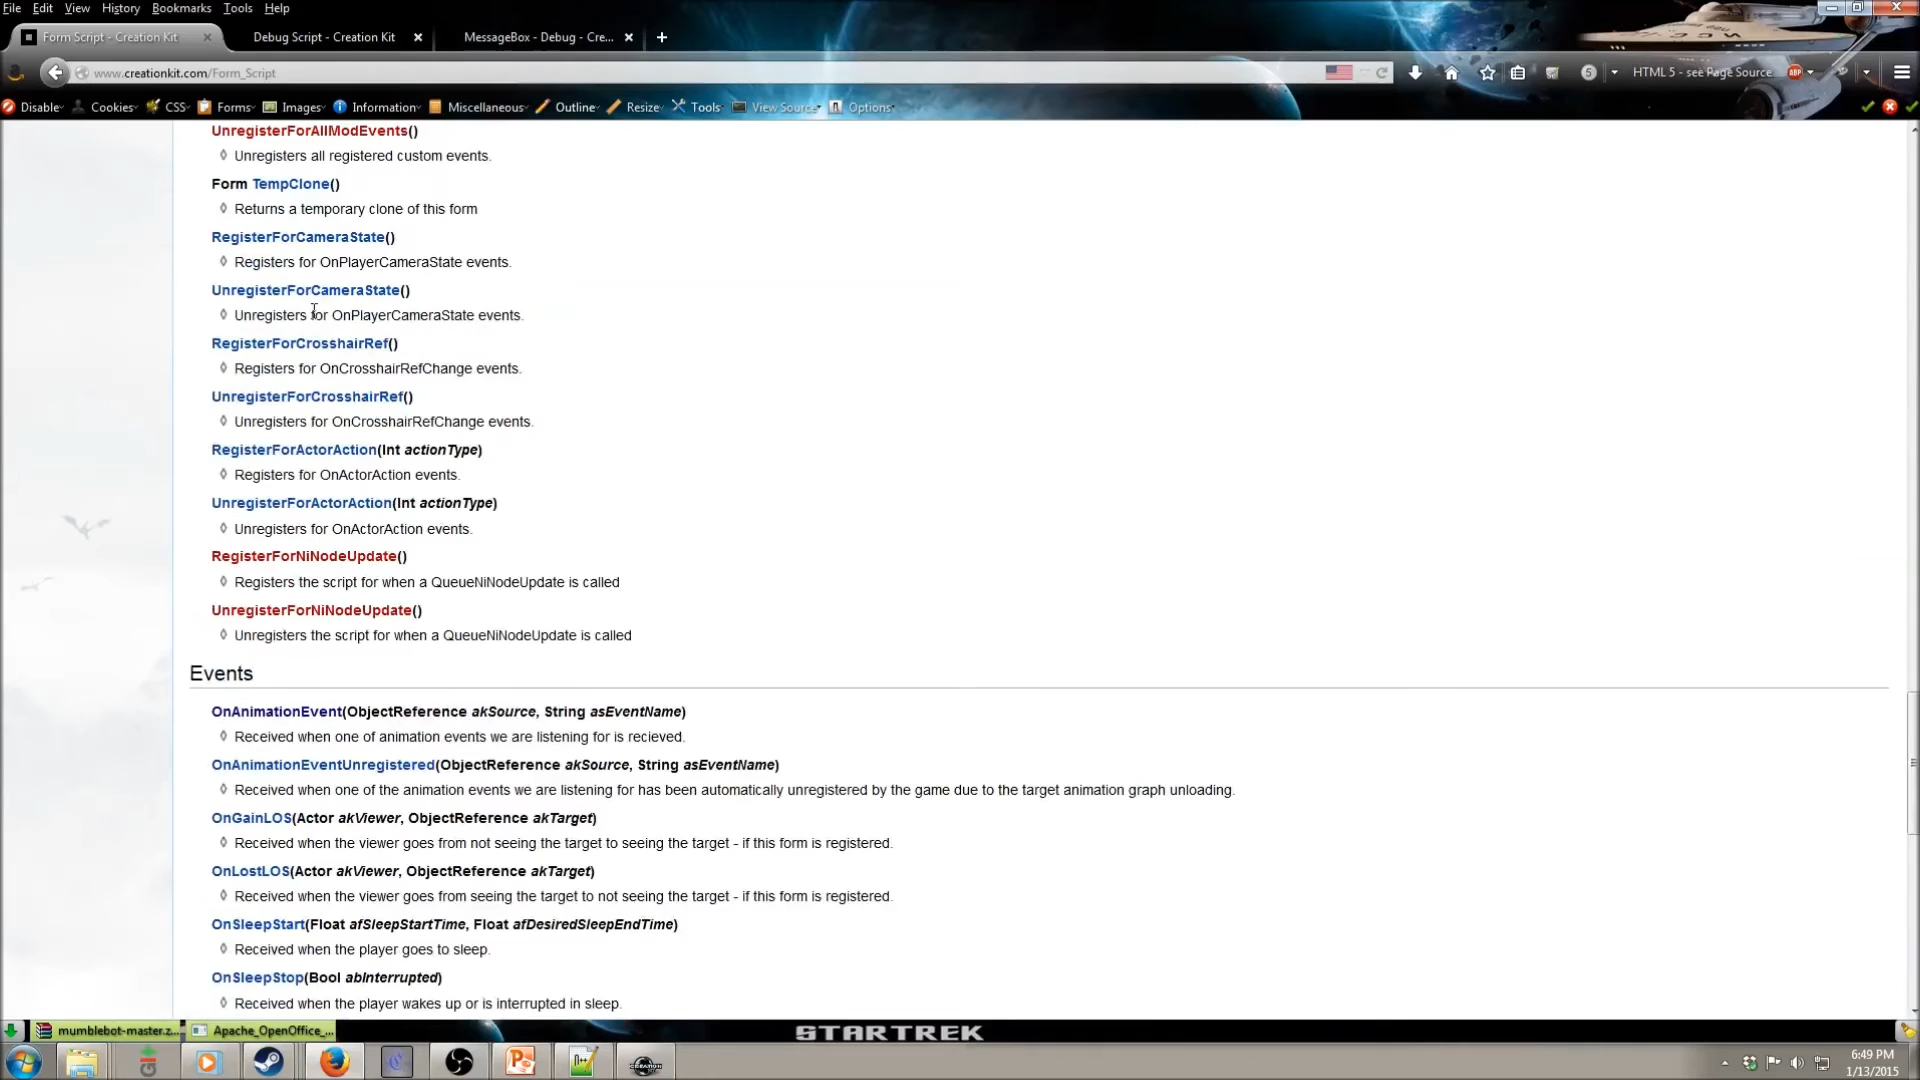 File Edit View History Bookmarks Tools Help
Form Script - Creation Kit
Debug Script - Creation Kit
MessageBox - Debug - Cre...
www.creationkit.com/Form_Script
5
HTML 5 - see Page Source
ABP
Disable Cookies CSS Forms Images Information Miscellaneous Outline Resize Tools View Source Options
UnregisterForAllModEvents()
Unregisters all registered custom events.
Form TempClone()
Returns a temporary clone of this form
RegisterForCameraState()
Registers for OnPlayerCameraState events.
UnregisterForCameraState()
Unregisters for OnPlayerCameraState events.
RegisterForCrosshairRef()
Registers for OnCrosshairRefChange events.
UnregisterForCrosshairRef()
Unregisters for OnCrosshairRefChange events.
RegisterForActorAction(Int actionType)
Registers for OnActorAction events.
UnregisterForActorAction(Int actionType)
Unregisters for OnActorAction events.
RegisterForNiNodeUpdate()
Registers the script for when a QueueNiNodeUpdate is called
UnregisterForNiNodeUpdate()
Unregisters the script for when a QueueNiNodeUpdate is called
Events
OnAnimationEvent(ObjectReference akSource, String asEventName)
Received when one of animation events we are listening for is recieved.
OnAnimationEventUnregistered(ObjectReference akSource, String asEventName)
Received when one of the animation events we are listening for has been automatically unregistered by the game due to the target animation graph unloading.
OnGainLOS(Actor akViewer, ObjectReference akTarget)
Received when the viewer goes from not seeing the target to seeing the target - if this form is registered.
OnLostLOS(Actor akViewer, ObjectReference akTarget)
Received when the viewer goes from seeing the target to not seeing the target - if this form is registered.
OnSleepStart(Float afSleepStartTime, Float afDesiredSleepEndTime)
Received when the player goes to sleep.
OnSleepStop(Bool abInterrupted)
Received when the player wakes up or is interrupted in sleep.
mumblebot-master.z...
Apache_OpenOffice_...
STARTREK
6:49 PM
1/13/2015